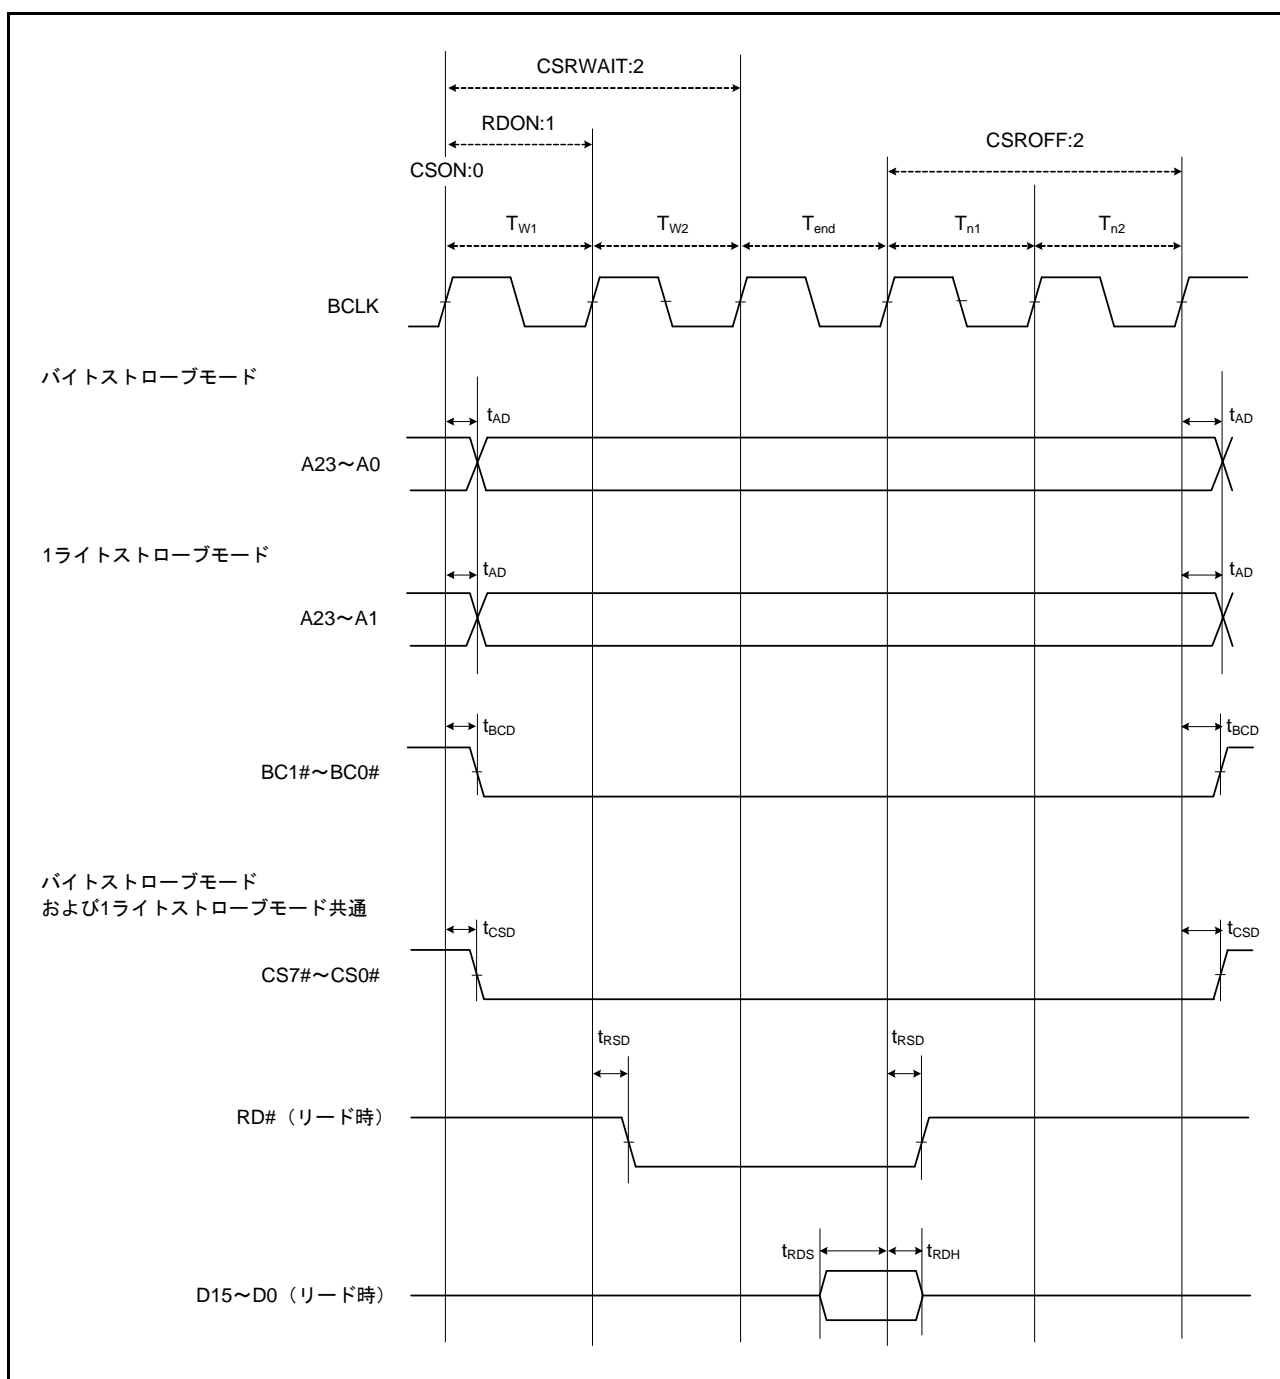 CSRWAIT:2
RDON:1
CSROFF:2
CSON:0
TW1 TW2 Tend Tn1 Tn2
BCLK
バイトストローブモード
tAD tAD
A23～A0
1ライトストローブモード
tAD tAD
A23～A1
tBCD tBCD
BC1#～BC0#
バイトストローブモード
および1ライトストローブモード共通
tCSD tCSD
CS7#～CS0#
tRSD tRSD
RD#（リード時）
tRDS tRDH
D15～D0（リード時）